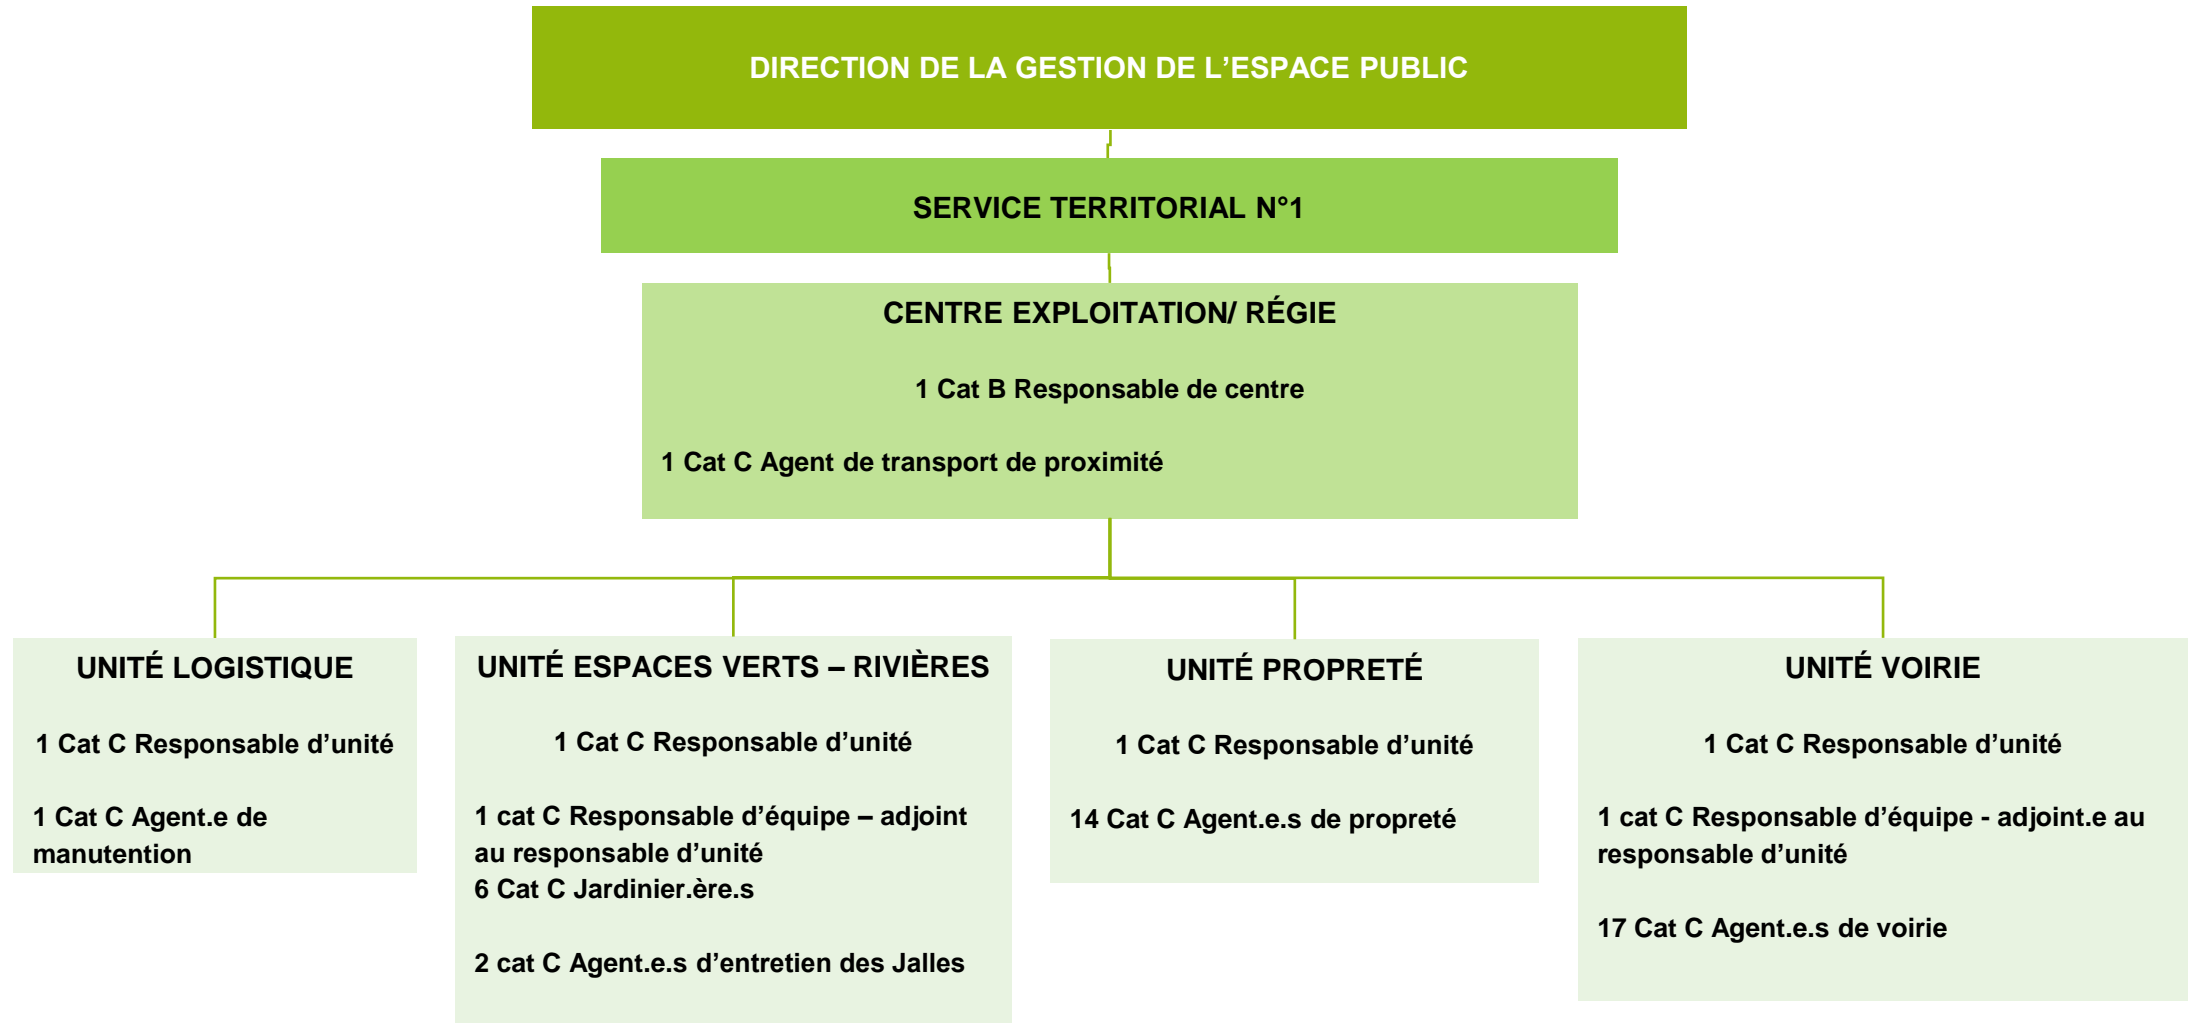 DIRECTION DE LA GESTION DE L’ESPACE PUBLIC
SERVICE TERRITORIAL N°1
CENTRE EXPLOITATION/ RÉGIE
1 Cat B Responsable de centre
1 Cat C Agent de transport de proximité
UNITÉ LOGISTIQUE
1 Cat C Responsable d’unité
1 Cat C Agent.e de
manutention
UNITÉ ESPACES VERTS – RIVIÈRES
1 Cat C Responsable d’unité
1 cat C Responsable d’équipe – adjoint
au responsable d’unité
6 Cat C Jardinier.ère.s
2 cat C Agent.e.s d’entretien des Jalles
UNITÉ PROPRETÉ
1 Cat C Responsable d’unité
14 Cat C Agent.e.s de propreté
UNITÉ VOIRIE
1 Cat C Responsable d’unité
1 cat C Responsable d’équipe - adjoint.e au
responsable d’unité
17 Cat C Agent.e.s de voirie